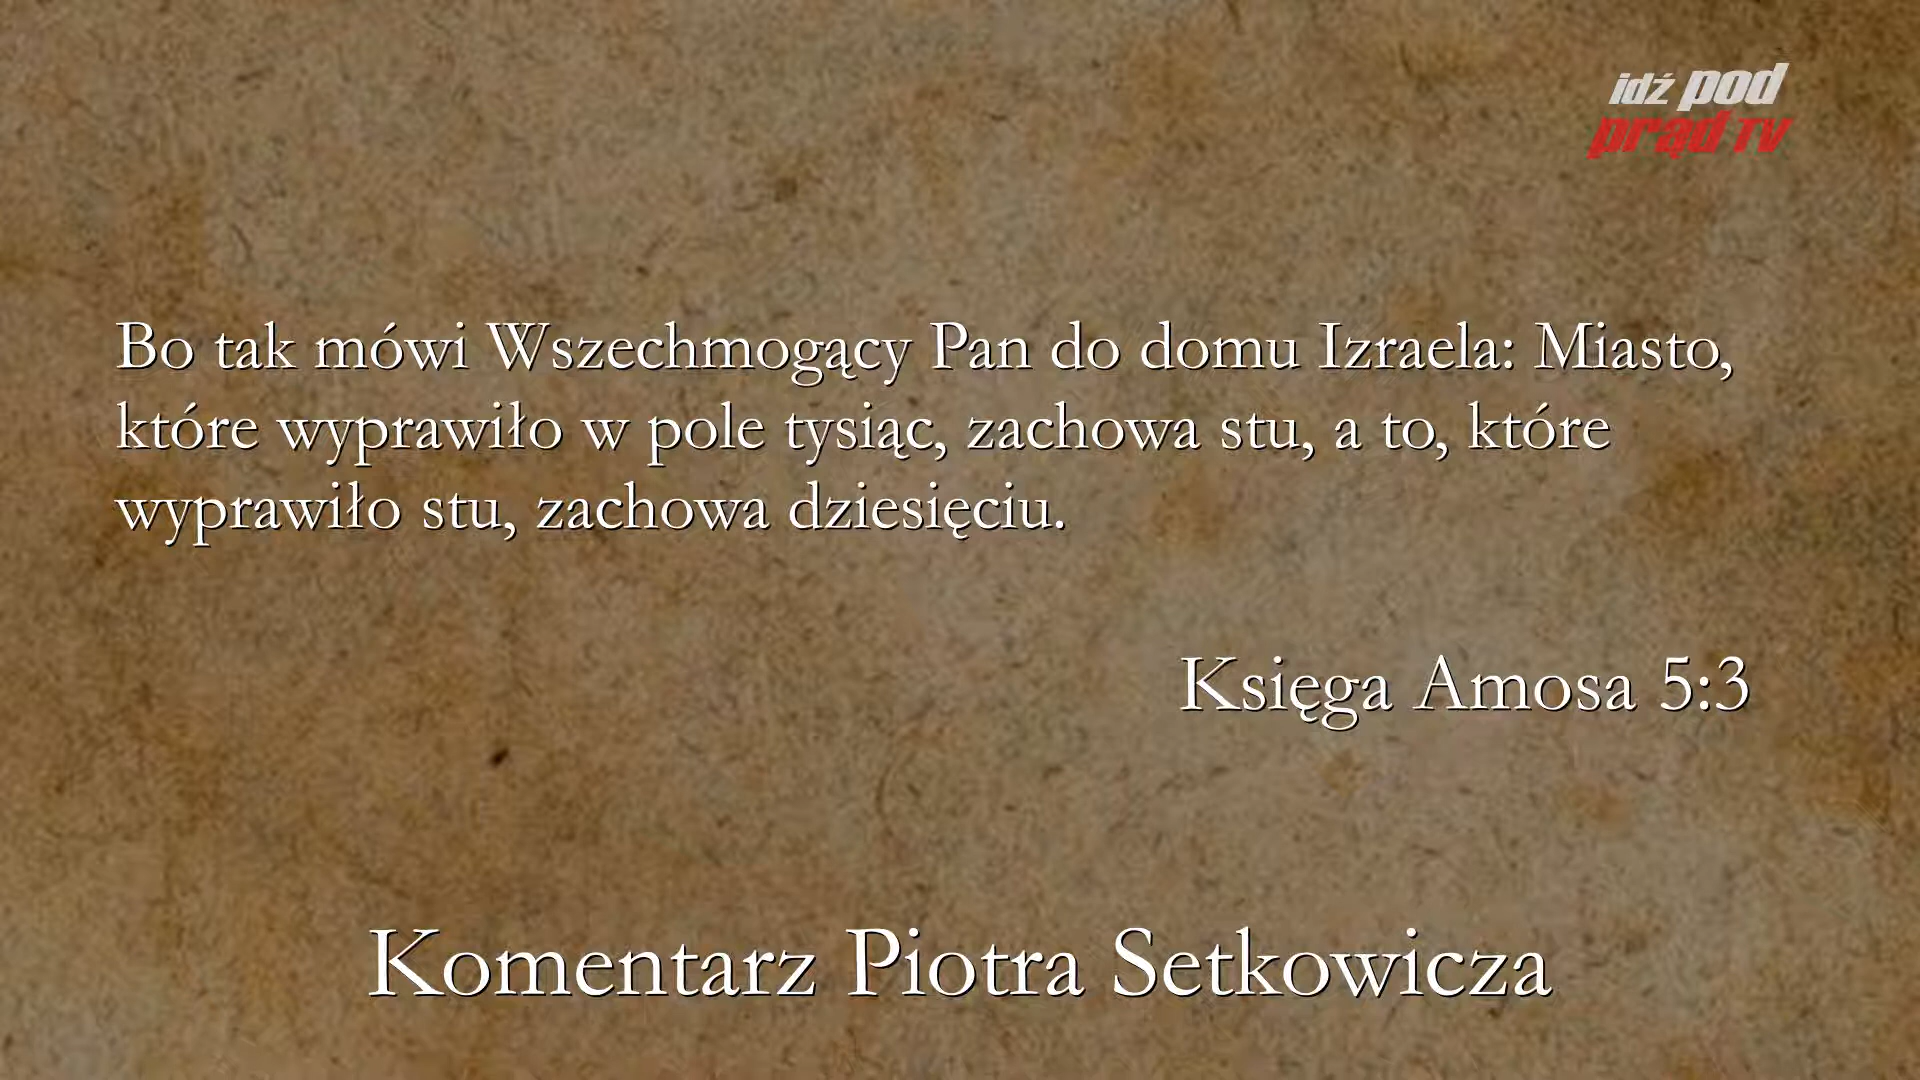 idź pod
prąd TV
Bo tak mówi Wszechmogący Pan do domu Izraela: Miasto,
które wyprawiło w pole tysiąc, zachowa stu, a to, które
wyprawiło stu, zachowa dziesięciu.
Księga Amosa 5:3
Komentarz Piotra Setkowicza